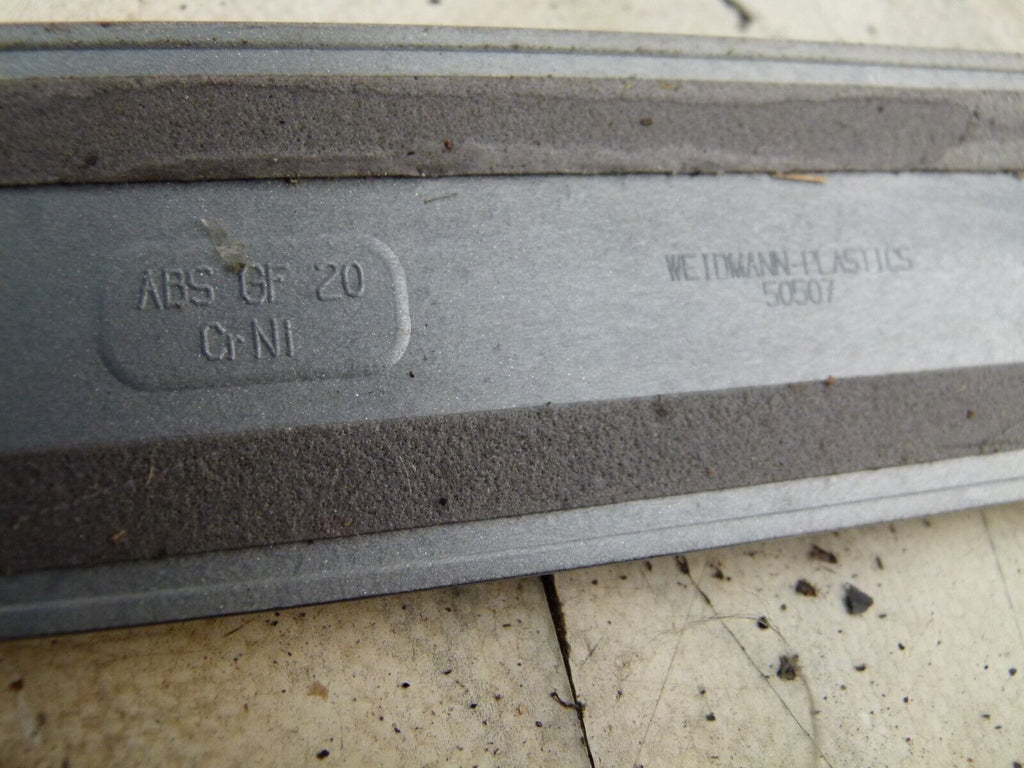 ABS GF 20
CrNi
WEIDMANN-PLASTICS
50507